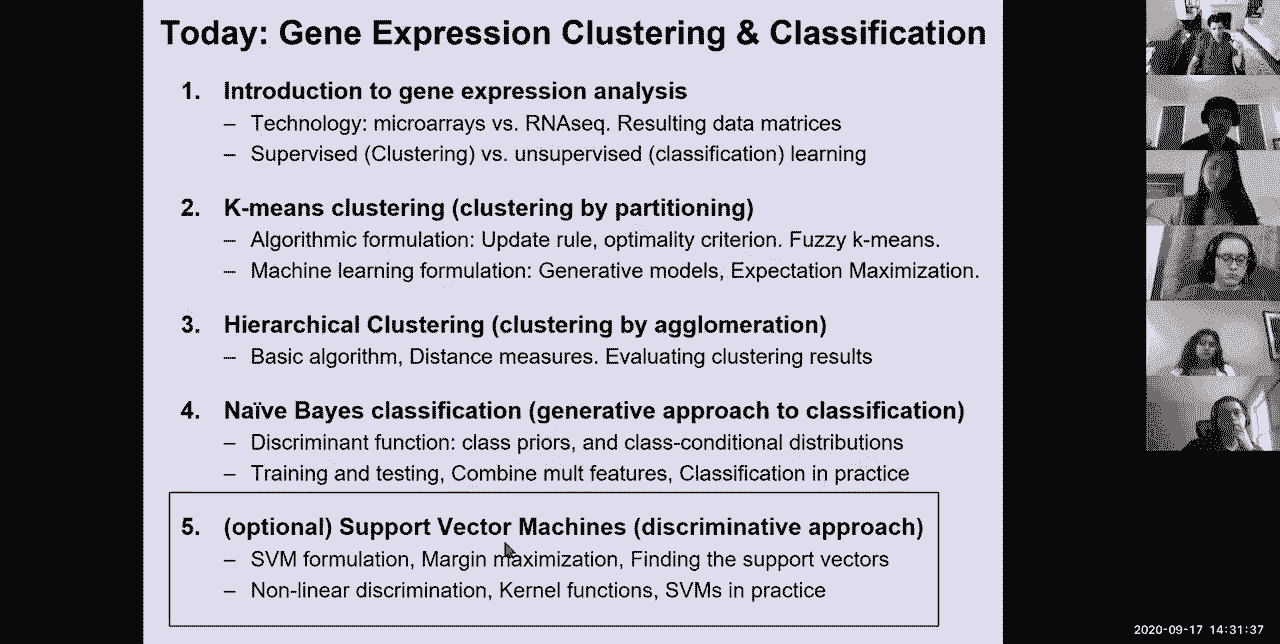 Today: Gene Expression Clustering & Classification
1. Introduction to gene expression analysis
– Technology: microarrays vs. RNAseq. Resulting data matrices
– Supervised (Clustering) vs. unsupervised (classification) learning
2. K-means clustering (clustering by partitioning)
– Algorithmic formulation: Update rule, optimality criterion. Fuzzy k-means.
– Machine learning formulation: Generative models, Expectation Maximization.
3. Hierarchical Clustering (clustering by agglomeration)
– Basic algorithm, Distance measures. Evaluating clustering results
4. Naïve Bayes classification (generative approach to classification)
– Discriminant function: class priors, and class-conditional distributions
– Training and testing, Combine mult features, Classification in practice
5. (optional) Support Vector Machines (discriminative approach)
– SVM formulation, Margin maximization, Finding the support vectors
– Non-linear discrimination, Kernel functions, SVMs in practice
2020-09-17 14:31:37